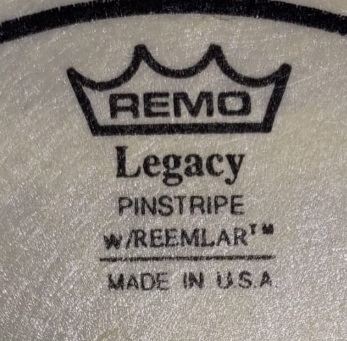 REMO
Legacy
PINSTRIPE
W/REEMLAR™
MADE IN U.S.A